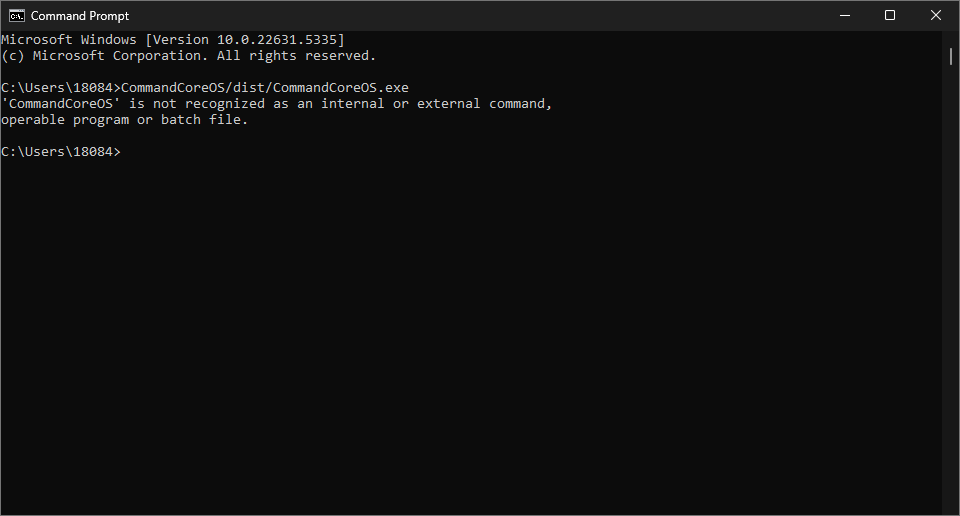 Command Prompt
Microsoft Windows [Version 10.0.22631.5335]
(c) Microsoft Corporation. All rights reserved.
C:\Users\18084>CommandCoreOS/dist/CommandCoreOS.exe
'CommandCoreOS' is not recognized as an internal or external command,
operable program or batch file.
C:\Users\18084>